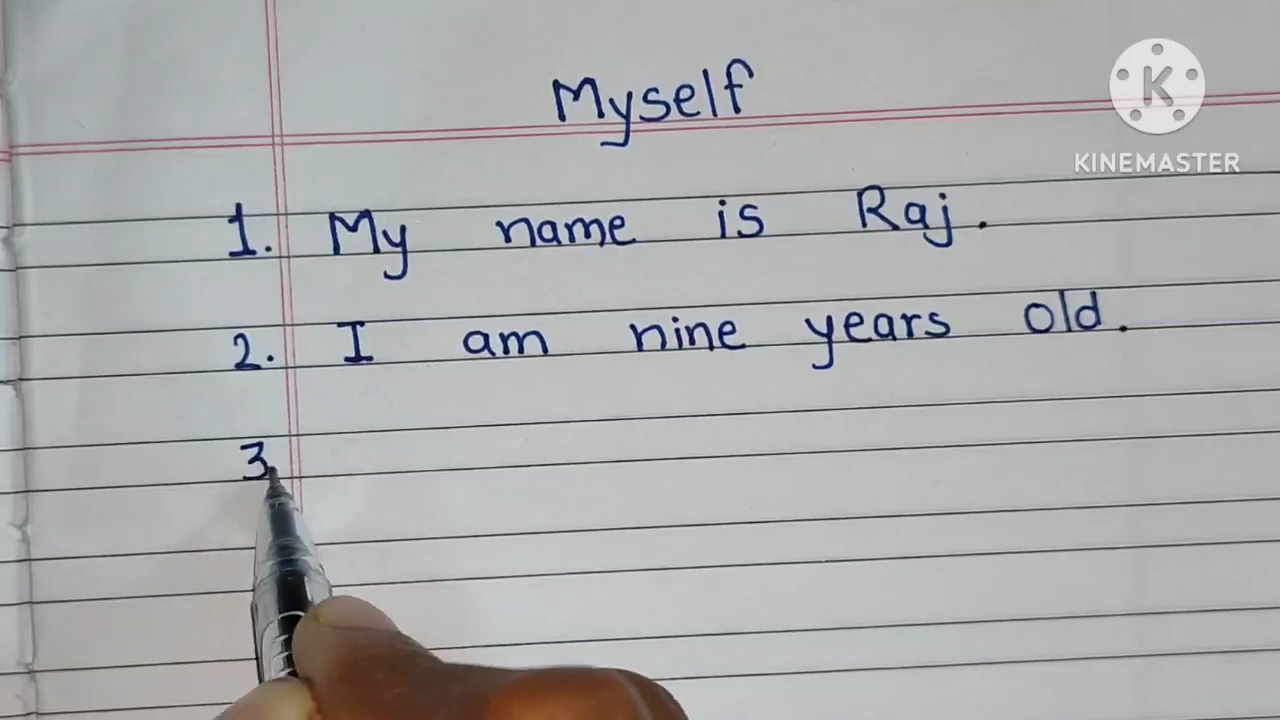 Myself
KINEMASTER
1. My name is Raj.
2. I am nine years old.
3